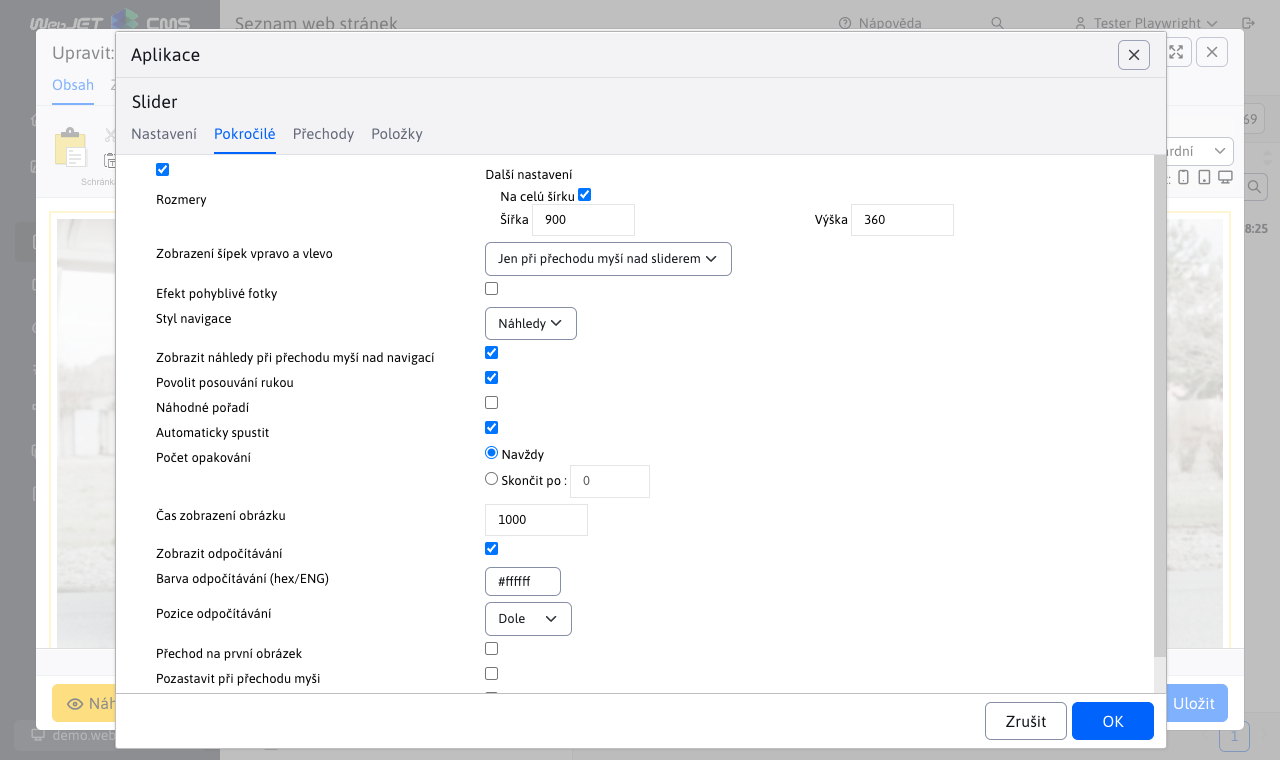 WebJET CMS
Seznam web stránek
Nápověda
Tester Playwright
Upravit:
Obsah
Aplikace
Slider
Nastavení
Pokročilé
Přechody
Položky
Další nastavení
Rozmery
Na celú šírku
Šířka 900
Výška 360
Zobrazení šípek vpravo a vlevo
Jen při přechodu myší nad sliderem
Efekt pohyblivé fotky
Styl navigace
Náhledy
Zobrazit náhledy při přechodu myší nad navigací
Povolit posouvání rukou
Náhodné pořadí
Automaticky spustit
Počet opakování
Navždy
Skončit po : 0
Čas zobrazení obrázku
1000
Zobrazit odpočítávání
Barva odpočítávání (hex/ENG)
#ffffff
Pozice odpočítávání
Dole
Přechod na první obrázek
Pozastavit při přechodu myši
Zrušit
OK
Schránka
69
rdní
8:25
Náh
Uložit
demo.web
1